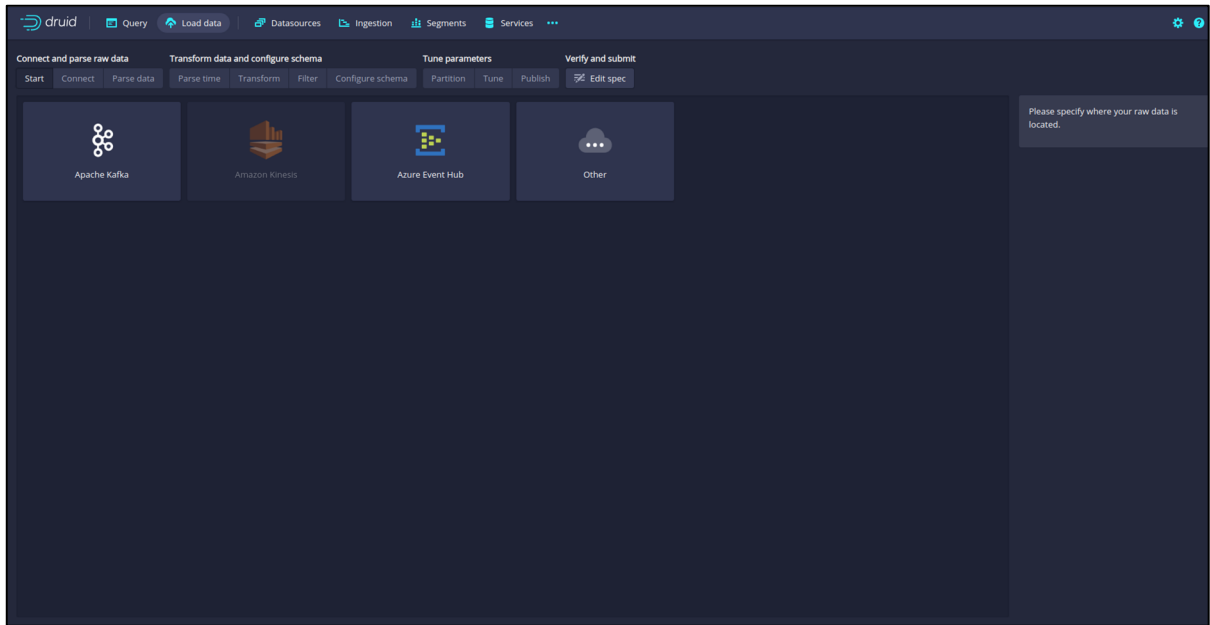 druid Query Load data Datasources Ingestion Segments Services
Connect and parse raw data Transform data and configure schema Tune parameters Verify and submit
Start Connect Parse data Parse time Transform Filter Configure schema Partition Tune Publish Edit spec
Please specify where your raw data is
located.
Apache Kafka Amazon Kinesis Azure Event Hub Other